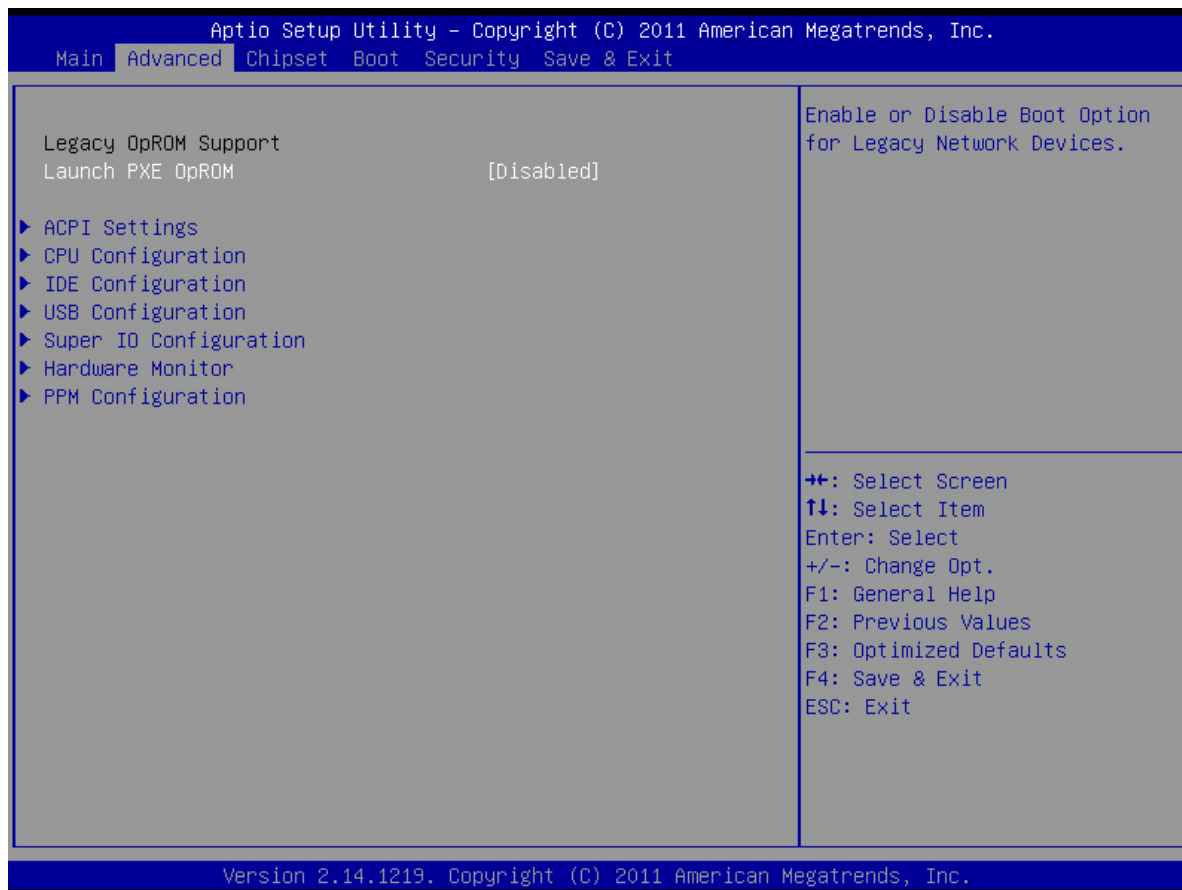 Aptio Setup Utility – Copyright (C) 2011 American Megatrends, Inc.
Main Advanced Chipset Boot Security Save & Exit
Legacy OpROM Support
Launch PXE OpROM [Disabled]
▶ ACPI Settings
▶ CPU Configuration
▶ IDE Configuration
▶ USB Configuration
▶ Super IO Configuration
▶ Hardware Monitor
▶ PPM Configuration
Enable or Disable Boot Option
for Legacy Network Devices.
→←: Select Screen
↑↓: Select Item
Enter: Select
+/-: Change Opt.
F1: General Help
F2: Previous Values
F3: Optimized Defaults
F4: Save & Exit
ESC: Exit
Version 2.14.1219. Copyright (C) 2011 American Megatrends, Inc.